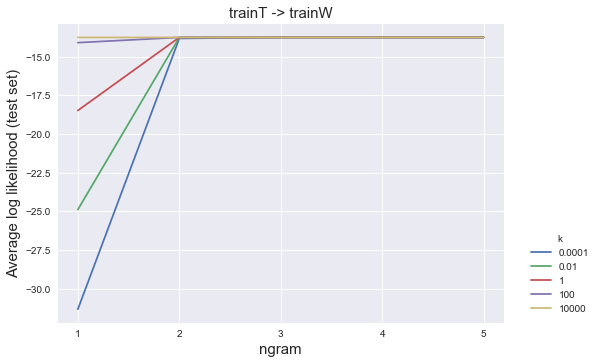 trainT -> trainW
Average log likelihood (test set)
−15.0
−17.5
−20.0
−22.5
−25.0
−27.5
−30.0
1 2 3 4 5
ngram
k
0.0001
0.01
1
100
10000